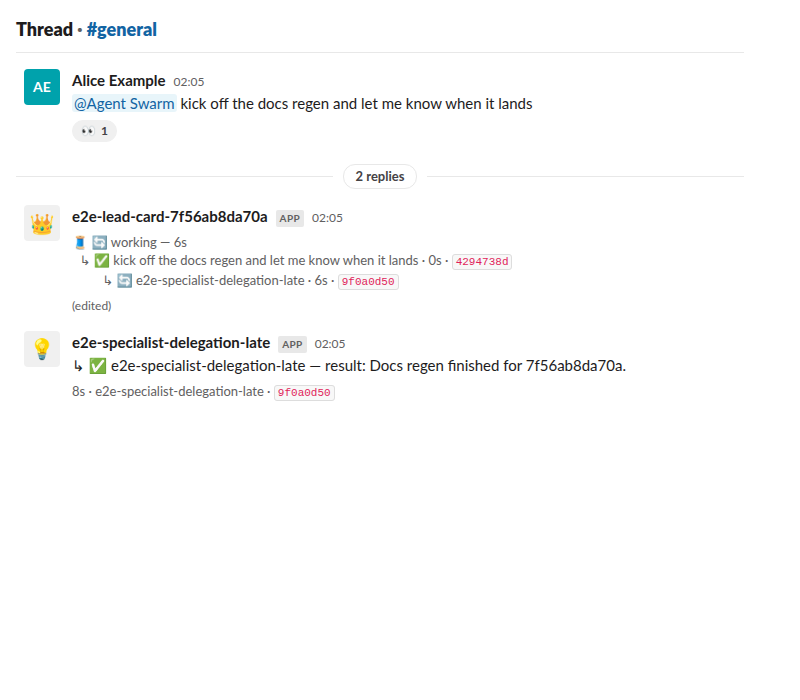 Thread • #general
AE
Alice Example 02:05
@Agent Swarm kick off the docs regen and let me know when it lands
👀 1
2 replies
e2e-lead-card-7f56ab8da70a APP 02:05
🧵 🔄 working — 6s
↳ ✅ kick off the docs regen and let me know when it lands · 0s · 4294738d
↳ 🔄 e2e-specialist-delegation-late · 6s · 9f0a0d50
(edited)
e2e-specialist-delegation-late APP 02:05
↳ ✅ e2e-specialist-delegation-late — result: Docs regen finished for 7f56ab8da70a.
8s · e2e-specialist-delegation-late · 9f0a0d50